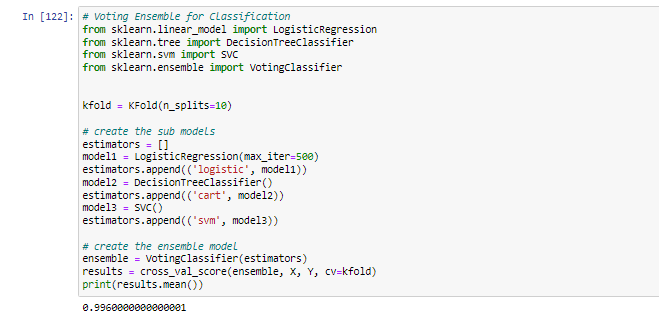 In [122]:
# Voting Ensemble for Classification
from sklearn.linear_model import LogisticRegression
from sklearn.tree import DecisionTreeClassifier
from sklearn.svm import SVC
from sklearn.ensemble import VotingClassifier
kfold = KFold(n_splits=10)
# create the sub models
estimators = []
model1 = LogisticRegression(max_iter=500)
estimators.append(('logistic', model1))
model2 = DecisionTreeClassifier()
estimators.append(('cart', model2))
model3 = SVC()
estimators.append(('svm', model3))
# create the ensemble model
ensemble = VotingClassifier(estimators)
results = cross_val_score(ensemble, X, Y, cv=kfold)
print(results.mean())
0.9960000000000001